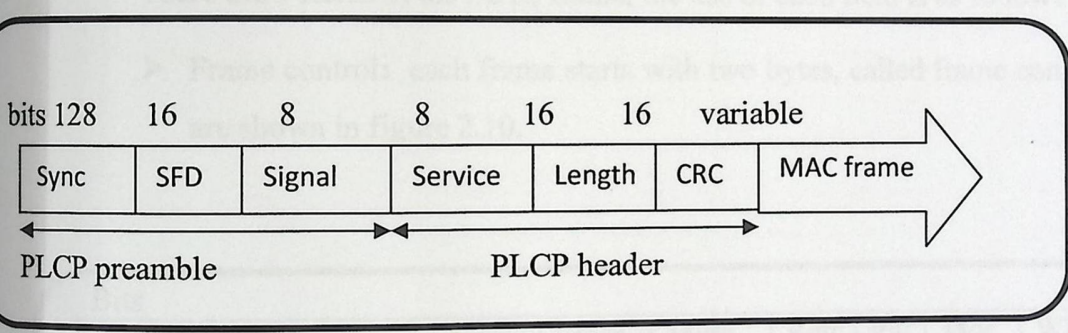 Frame control: each frame starts with two bytes, called frame con
are shown in figure 2.10.
bits 128 16 8 8 16 16 variable
Sync SFD Signal Service Length CRC MAC frame
PLCP preamble PLCP header
Bits